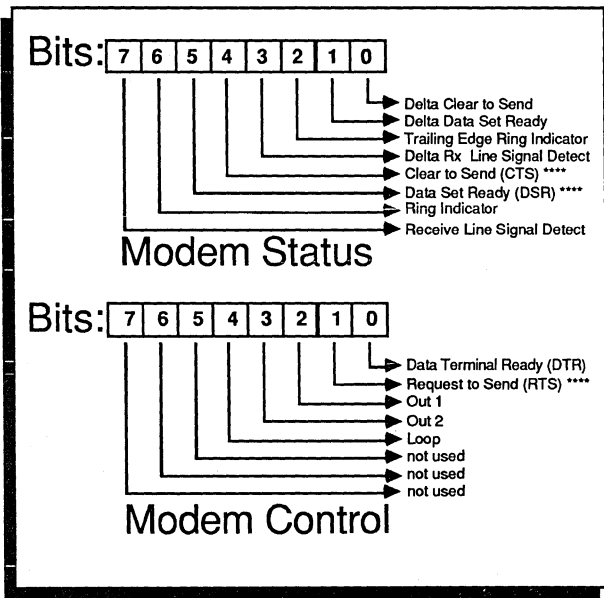 Bits: 7 6 5 4 3 2 1 0
Delta Clear to Send
Delta Data Set Ready
Trailing Edge Ring Indicator
Delta Rx Line Signal Detect
Clear to Send (CTS) ****
Data Set Ready (DSR) ****
Ring Indicator
Receive Line Signal Detect
Modem Status
Bits: 7 6 5 4 3 2 1 0
Data Terminal Ready (DTR)
Request to Send (RTS) ****
Out 1
Out 2
Loop
not used
not used
not used
Modem Control